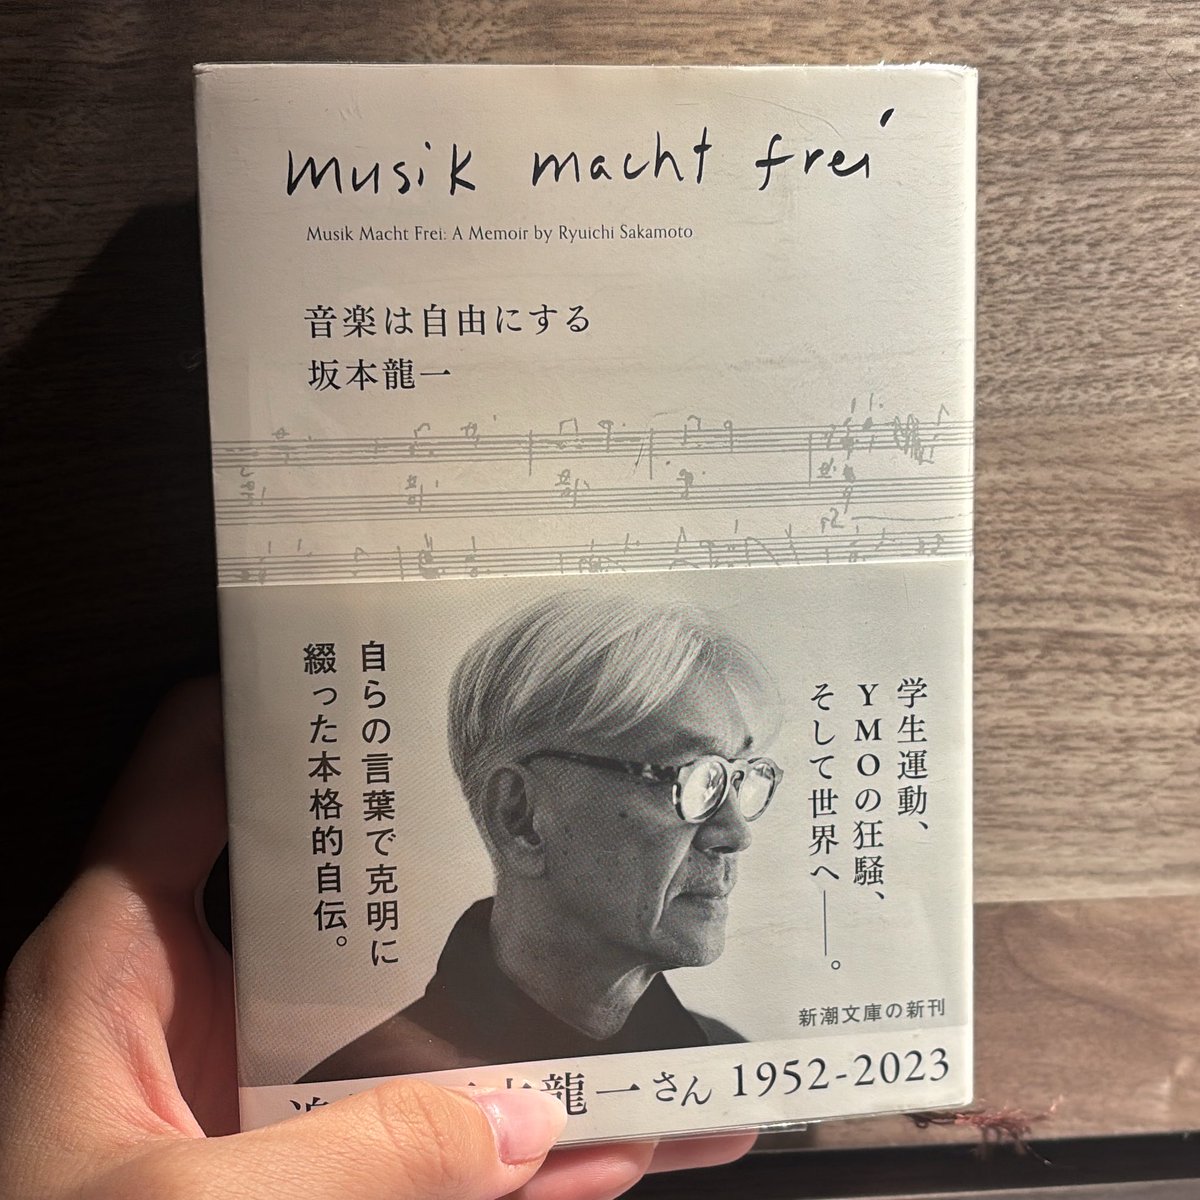 musik macht frei
Musik Macht Frei: A Memoir by Ryuichi Sakamoto
音楽は自由にする
坂本龍一
学生運動、
YMOの狂騒、
そして世界へ――。
自らの言葉で克明に
綴った本格的自伝。
新潮文庫の新刊
龍一さん 1952-2023